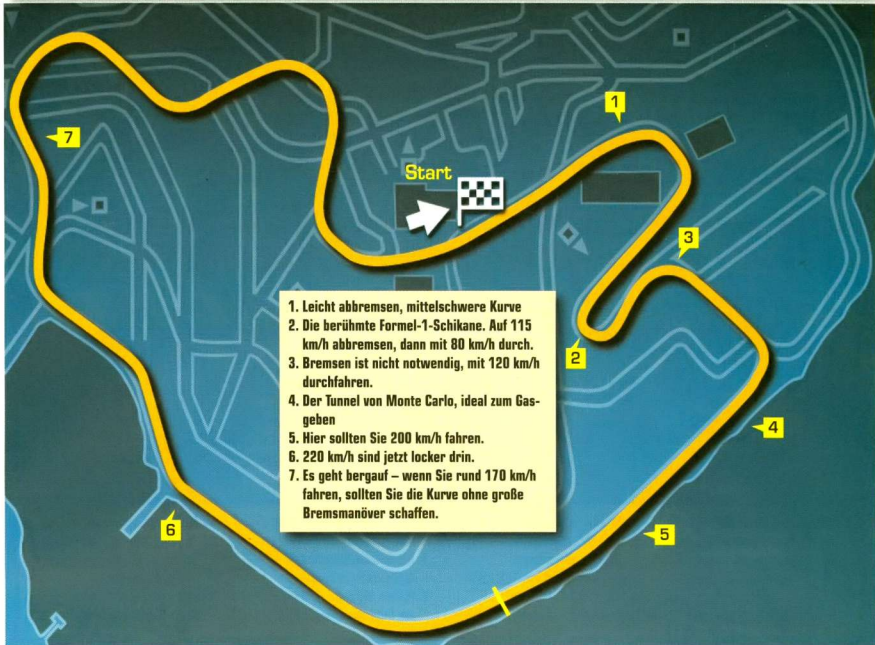 1
7
Start
3
2
4
5
6
1. Leicht abbremsen, mittelschwere Kurve
2. Die berühmte Formel-1-Schikane. Auf 115
km/h abbremsen, dann mit 80 km/h durch.
3. Bremsen ist nicht notwendig, mit 120 km/h
durchfahren.
4. Der Tunnel von Monte Carlo, ideal zum Gas-
geben
5. Hier sollten Sie 200 km/h fahren.
6. 220 km/h sind jetzt locker drin.
7. Es geht bergauf – wenn Sie rund 170 km/h
fahren, sollten Sie die Kurve ohne große
Bremsmanöver schaffen.